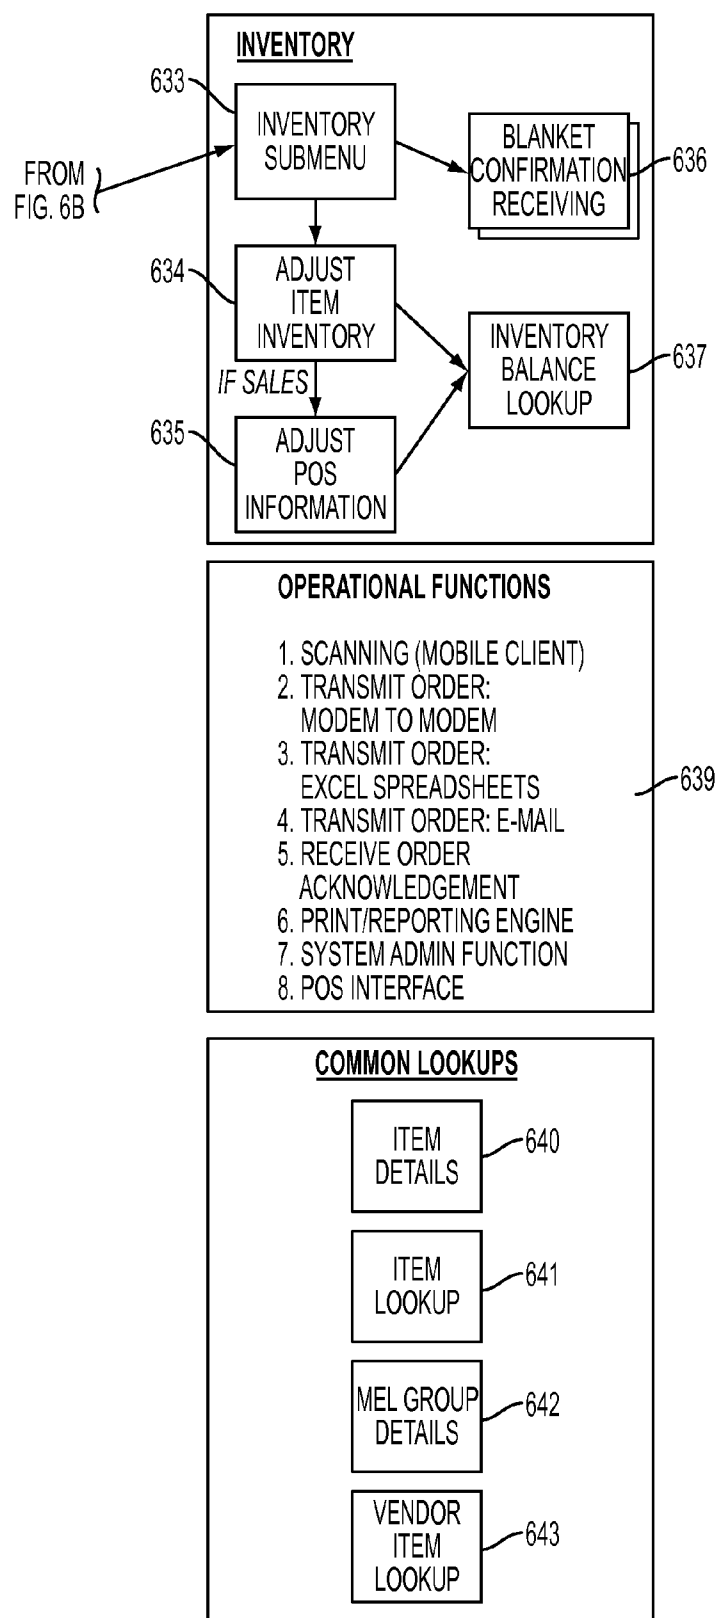 INVENTORY
633
INVENTORY
SUBMENU
BLANKET
CONFIRMATION
RECEIVING
636
FROM
FIG. 6B
634
ADJUST
ITEM
INVENTORY
INVENTORY
BALANCE
LOOKUP
637
IF SALES
635
ADJUST
POS
INFORMATION
OPERATIONAL FUNCTIONS
1. SCANNING (MOBILE CLIENT)
2. TRANSMIT ORDER:
MODEM TO MODEM
3. TRANSMIT ORDER:
EXCEL SPREADSHEETS
639
4. TRANSMIT ORDER: E-MAIL
5. RECEIVE ORDER
ACKNOWLEDGEMENT
6. PRINT/REPORTING ENGINE
7. SYSTEM ADMIN FUNCTION
8. POS INTERFACE
COMMON LOOKUPS
ITEM
DETAILS
640
ITEM
LOOKUP
641
MEL GROUP
DETAILS
642
VENDOR
ITEM
LOOKUP
643